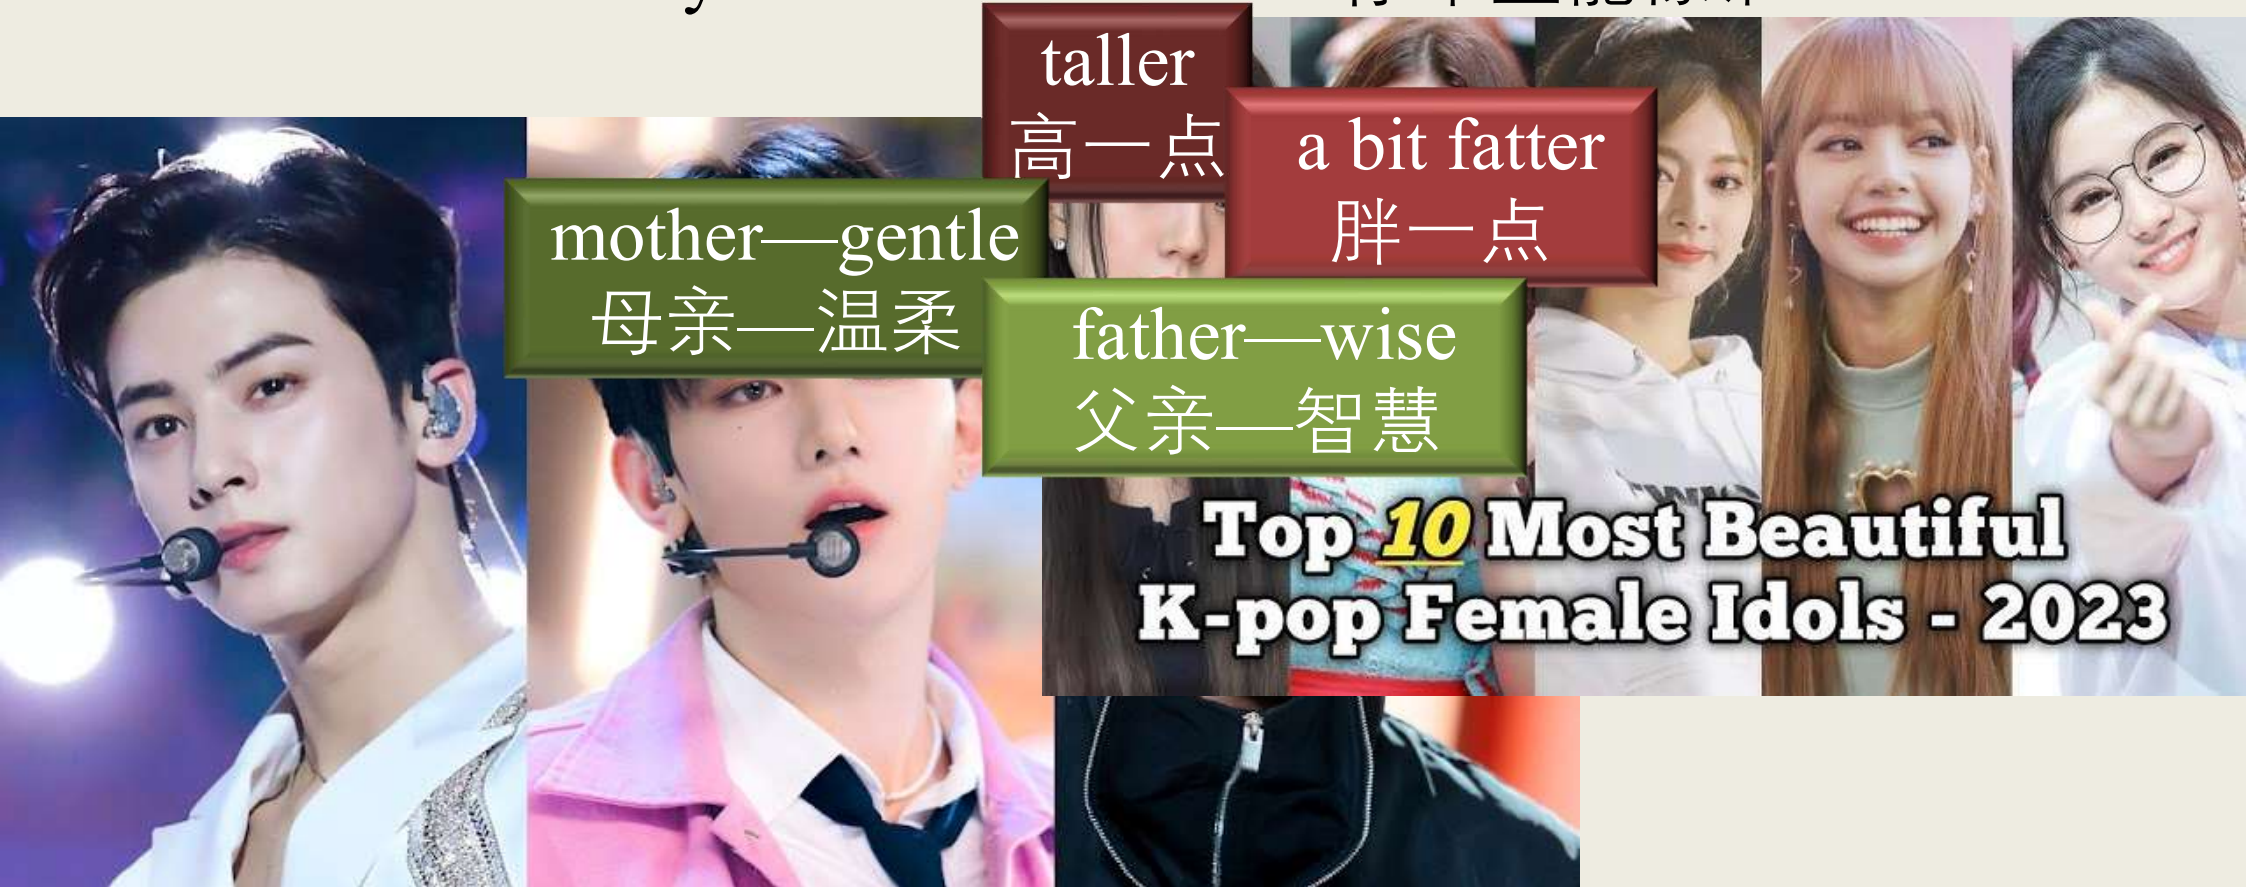 taller
高一点
a bit fatter
胖一点
mother—gentle
母亲—温柔
father—wise
父亲—智慧
Top 10 Most Beautiful
K-pop Female Idols - 2023